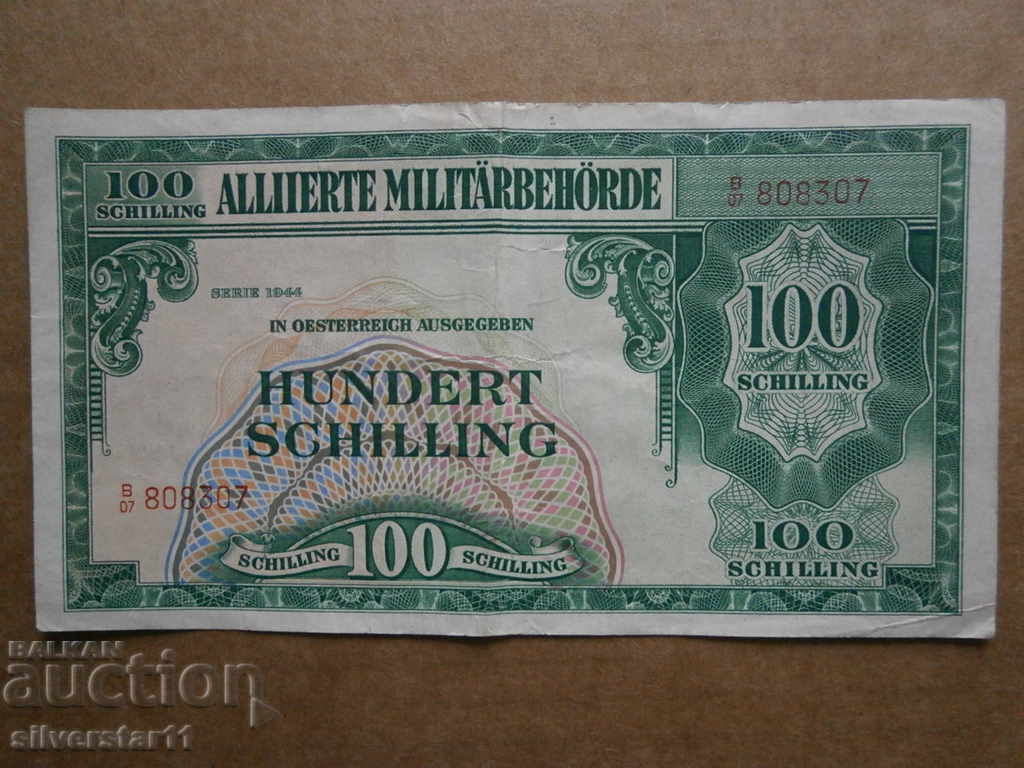 100
SCHILLING
ALLIIERTE MILITÄRBEHÖRDE
B/07 808307
SERIE 1944
IN OESTERREICH AUSGEGEBEN
HUNDERT
SCHILLING
100
SCHILLING
B/07 808307
SCHILLING 100 SCHILLING
100
SCHILLING
BALKAN
auction
silverstar11